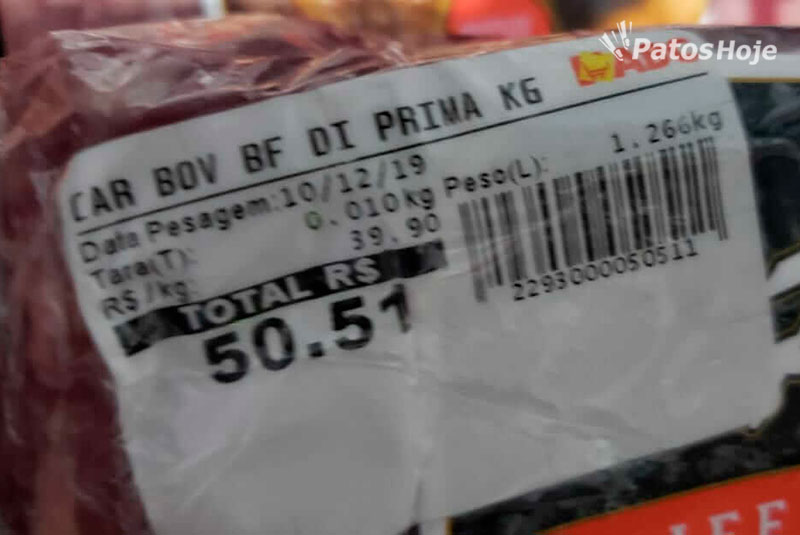 PatosHoje
CAR BOV BF DI PRIMA KG
Data Pesagem:10/12/19
Tara(T): 0.010kg Peso(L): 1.266kg
R$ /kg: 39.90
TOTAL R$
50.51
2293000050511